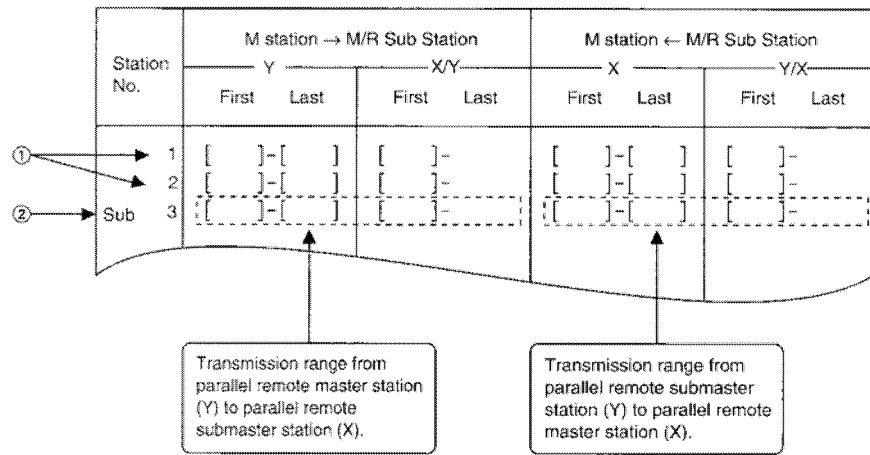 Station No.
M station → M/R Sub Station
M station ← M/R Sub Station
Y X/Y X Y/X
First Last First Last First Last First Last
① 1 [ ]-[ ] [ ]- [ ]-[ ] [ ]-
2 [ ]-[ ] [ ]- [ ]-[ ] [ ]-
② Sub 3 [ ]-[ ] [ ]- [ ]-[ ] [ ]-
Transmission range from
parallel remote master station
(Y) to parallel remote
submaster station (X).
Transmission range from
parallel remote submaster
station (Y) to parallel remote
master station (X).